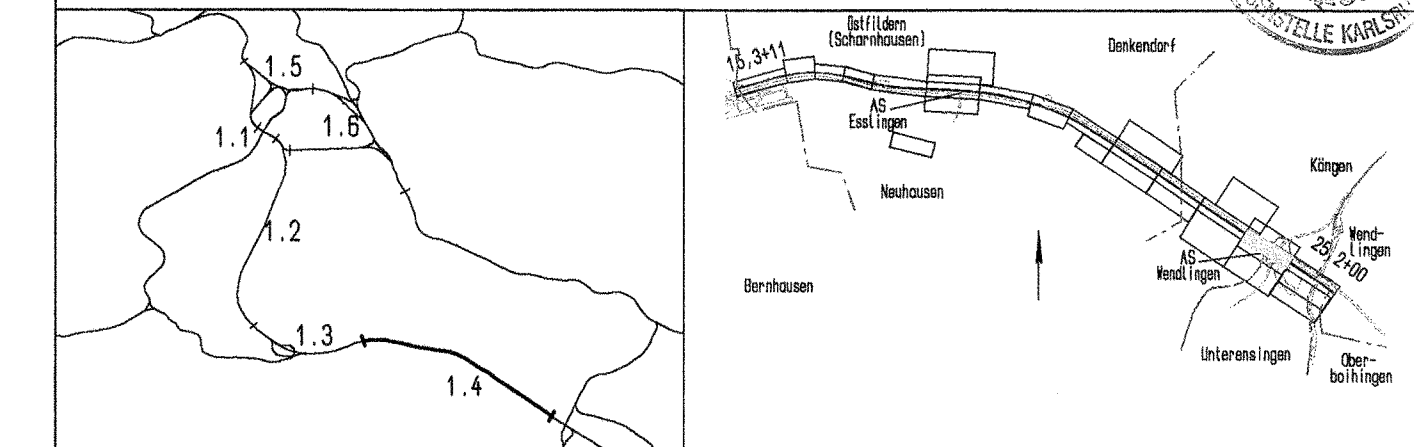 1.5
1.1
1.6
1.2
1.3
1.4
STELLE KARLSR
Ostfildern
(Scharnhausen)
Denkendorf
15,3+11
AS
Esslingen
Neuhausen
Köngen
Wend-
lingen
25,2+00
AS
Wendlingen
Bernhausen
Unterensingen
Ober-
boihingen